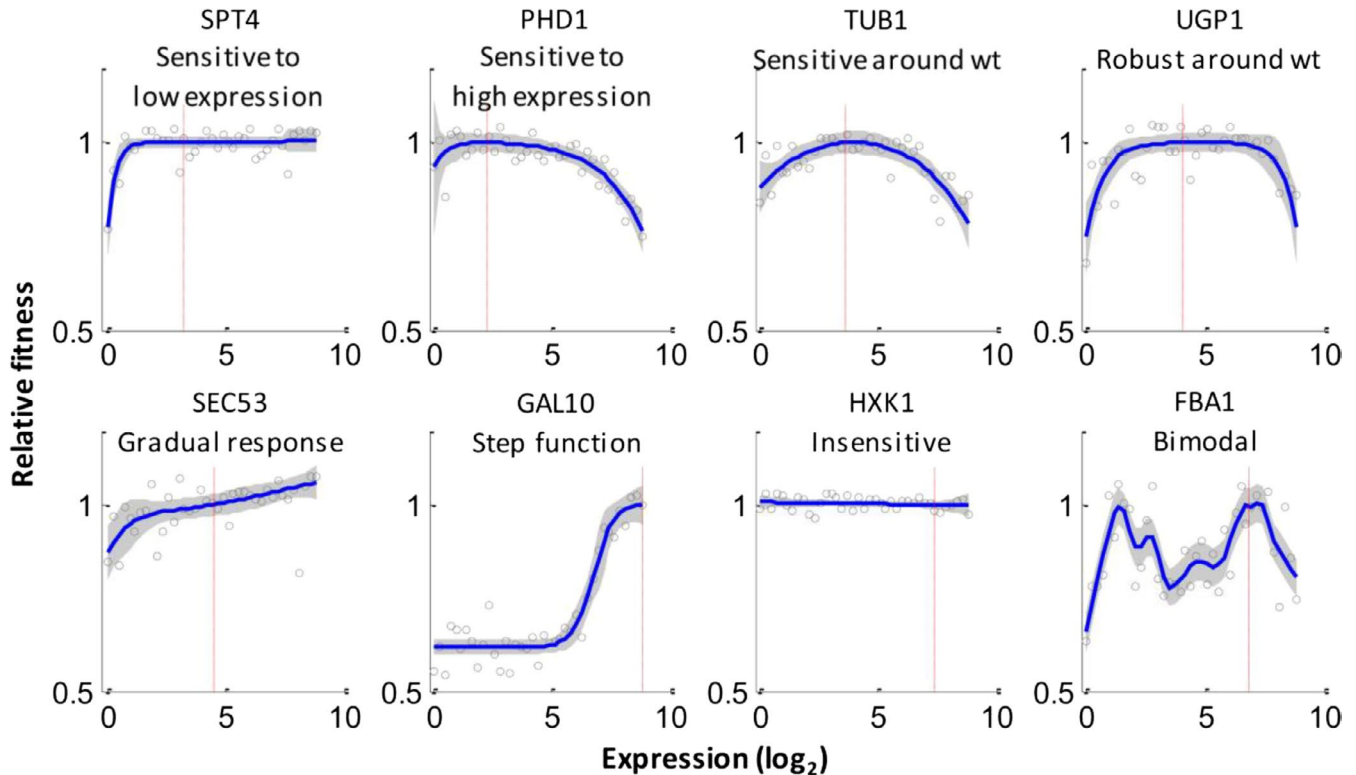 SPT4
Sensitive to
low expression
PHD1
Sensitive to
high expression
TUB1
Sensitive around wt
UGP1
Robust around wt
1
0.5
0 5 10
1
0.5
0 5 10
1
0.5
0 5 10
1
0.5
0 5 10
SEC53
Gradual response
GAL10
Step function
HXK1
Insensitive
FBA1
Bimodal
1
0.5
0 5 10
1
0.5
0 5 10
1
0.5
0 5 10
1
0.5
0 5 10
Relative fitness
Expression (log2)